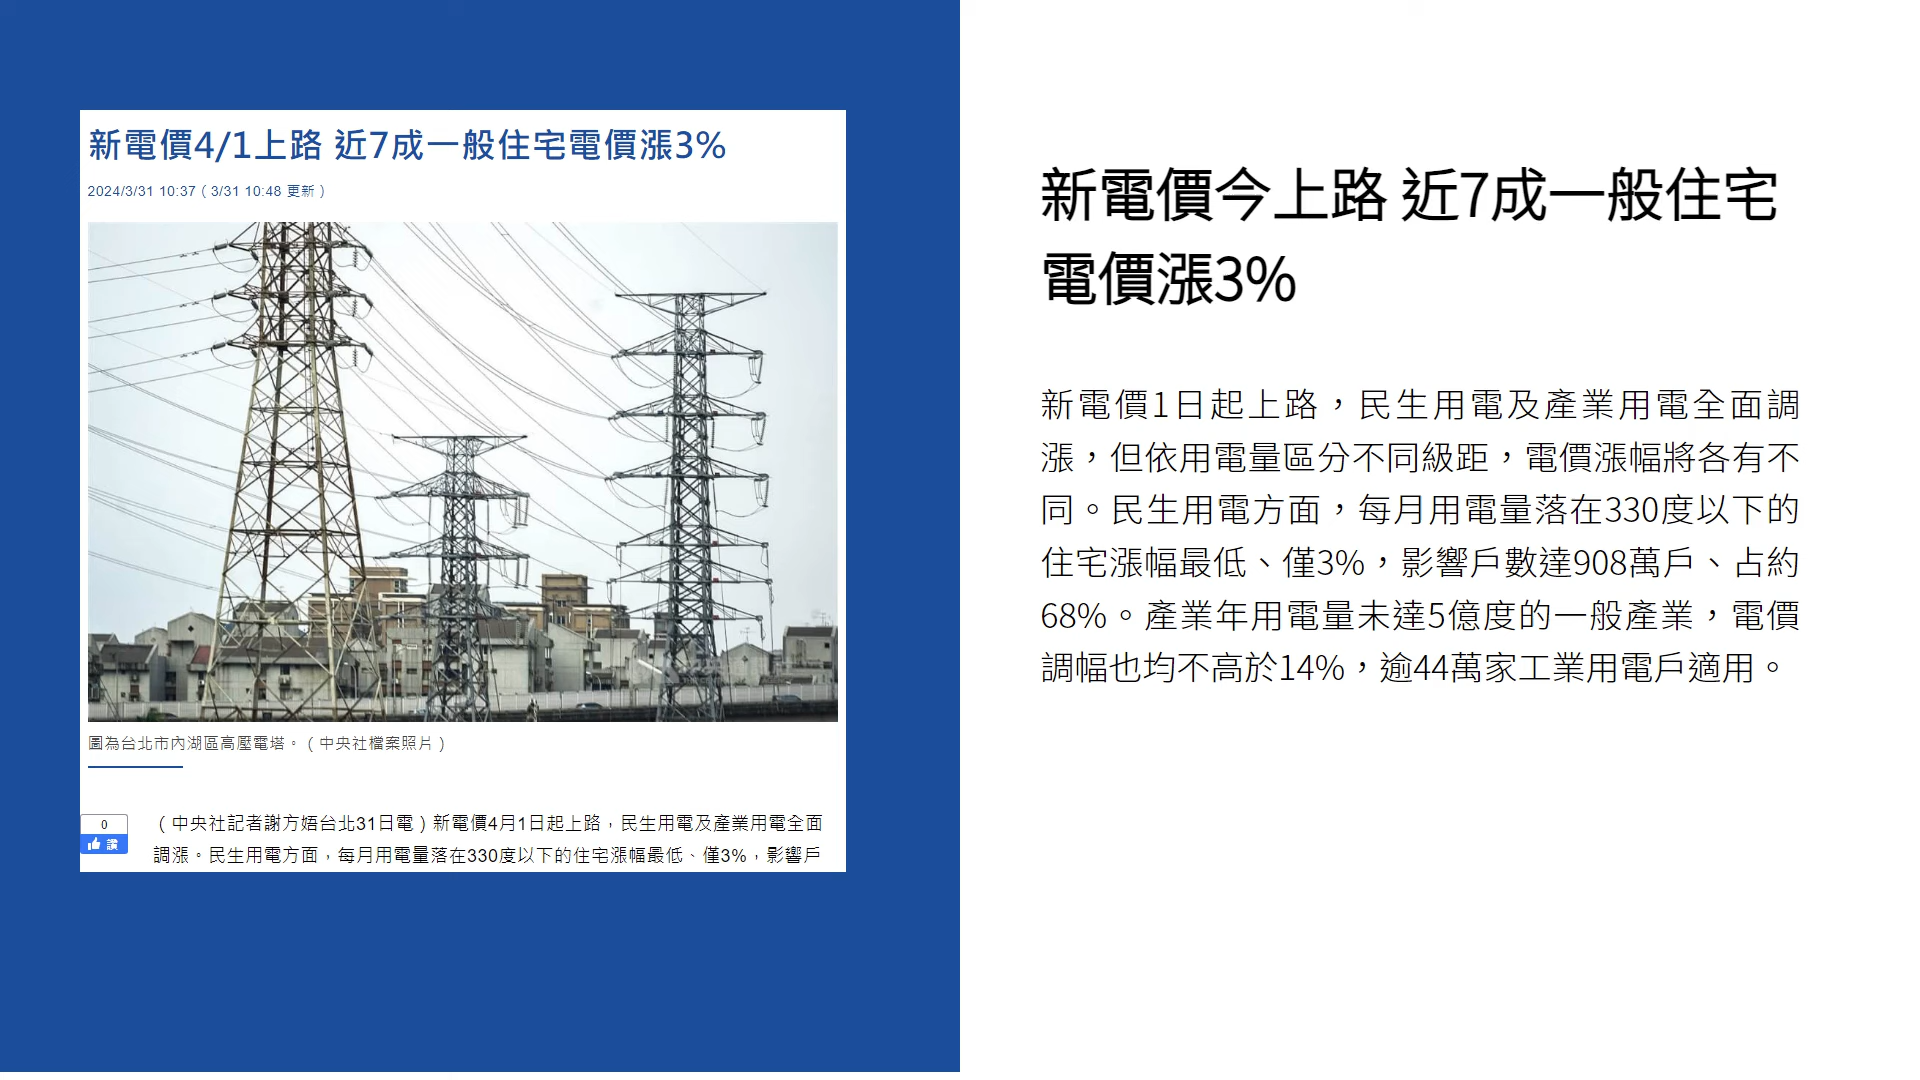 新電價4/1上路 近7成一般住宅電價漲3%
2024/3/31 10:37（3/31 10:48 更新）
圖為台北市內湖區高壓電塔。（中央社檔案照片）
0
讚
（中央社記者謝方娪台北31日電）新電價4月1日起上路，民生用電及產業用電全面
調漲。民生用電方面，每月用電量落在330度以下的住宅漲幅最低、僅3%，影響戶
新電價今上路 近7成一般住宅
電價漲3%
新電價1日起上路，民生用電及產業用電全面調
漲，但依用電量區分不同級距，電價漲幅將各有不
同。民生用電方面，每月用電量落在330度以下的
住宅漲幅最低、僅3%，影響戶數達908萬戶、占約
68%。產業年用電量未達5億度的一般產業，電價
調幅也均不高於14%，逾44萬家工業用電戶適用。